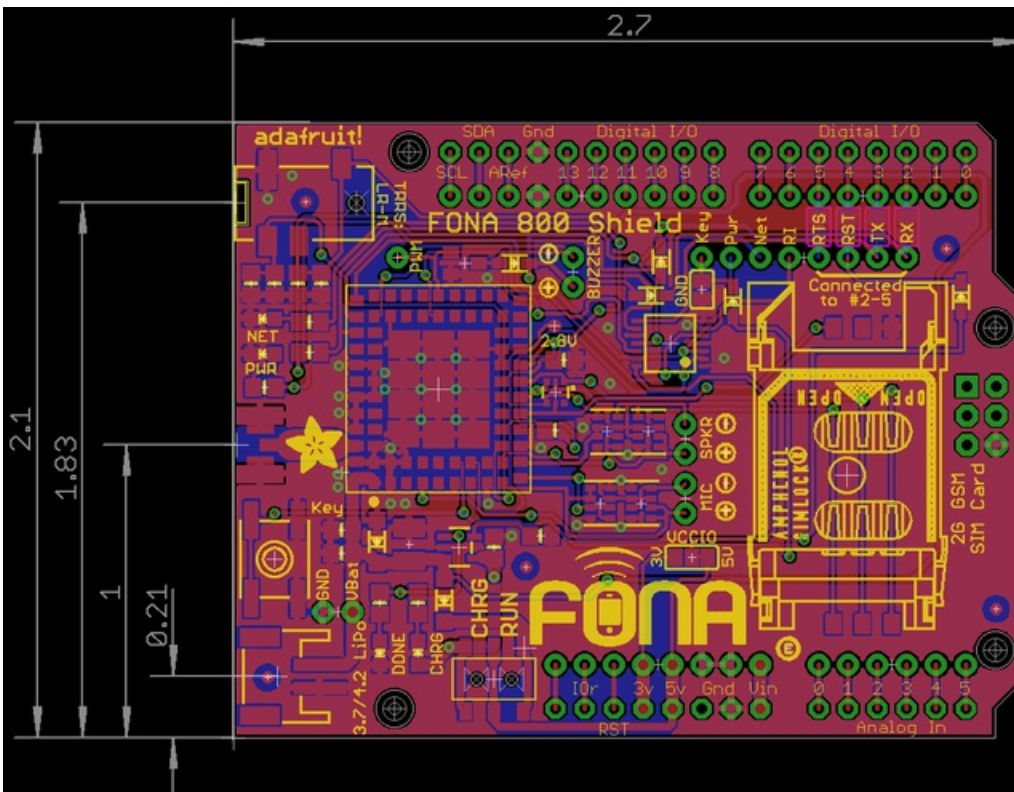 2.7
adafruit!
SDA Gnd Digital I/O Digital I/O
SCL ARef 13 12 11 10 9 8 7 6 5 4 3 2 1 0
TRRS:
LR-M
FONA 800 Shield
Key Pwr Net RI RTS RST TX RX
PWM
BUZZER
GND
Connected
to #2-5
NET
PWR
2.8V
OPEN OPEN
2.1
1.83
1
0.21
SPKR
MIC
AMPHENOL
SIMLOCK®
2G GSM
SIM Card
Key
VCCIO
3V 5V
GND VBat
CHRG RUN
FONA
E
3.7/4.2 LiPo
DONE
CHRG
IOr 3v 5v Gnd Vin 0 1 2 3 4 5
RST Analog In